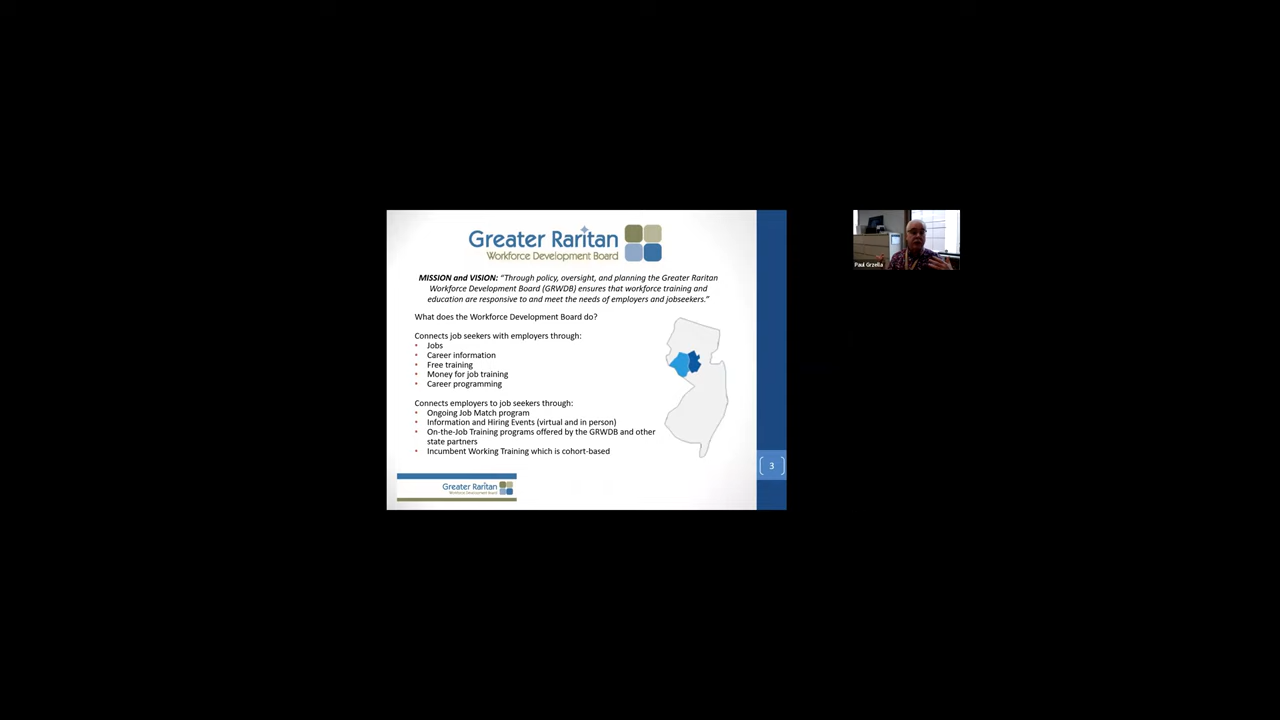 Greater Raritan
Workforce Development Board
MISSION and VISION: “Through policy, oversight, and planning the Greater Raritan
Workforce Development Board (GRWDB) ensures that workforce training and
education are responsive to and meet the needs of employers and jobseekers.”
What does the Workforce Development Board do?
Connects job seekers with employers through:
• Jobs
• Career information
• Free training
• Money for job training
• Career programming
Connects employers to job seekers through:
• Ongoing Job Match program
• Information and Hiring Events (virtual and in person)
• On-the-Job Training programs offered by the GRWDB and other
state partners
• Incumbent Working Training which is cohort-based
3
Greater Raritan
Workforce Development Board
Paul Grzella